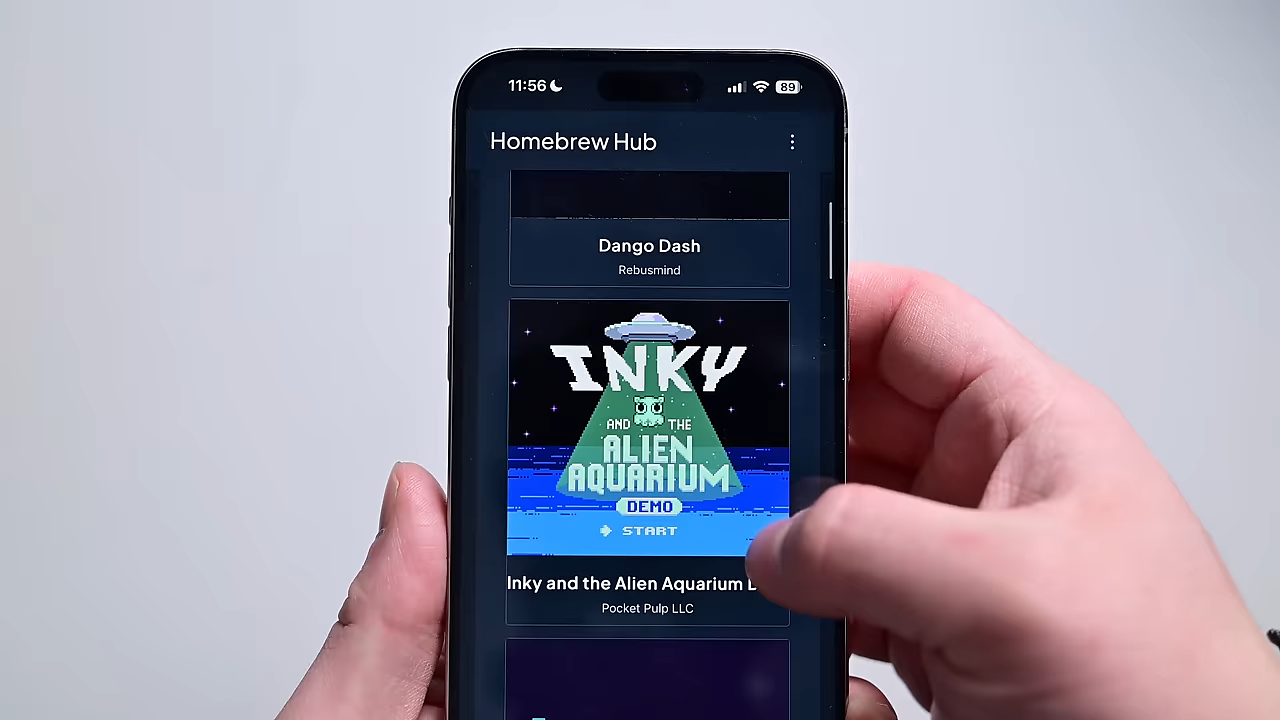 11:56
89
Homebrew Hub
Dango Dash
Rebusmind
INKY
AND THE
ALIEN
AQUARIUM
DEMO
START
Inky and the Alien Aquarium
Pocket Pulp LLC